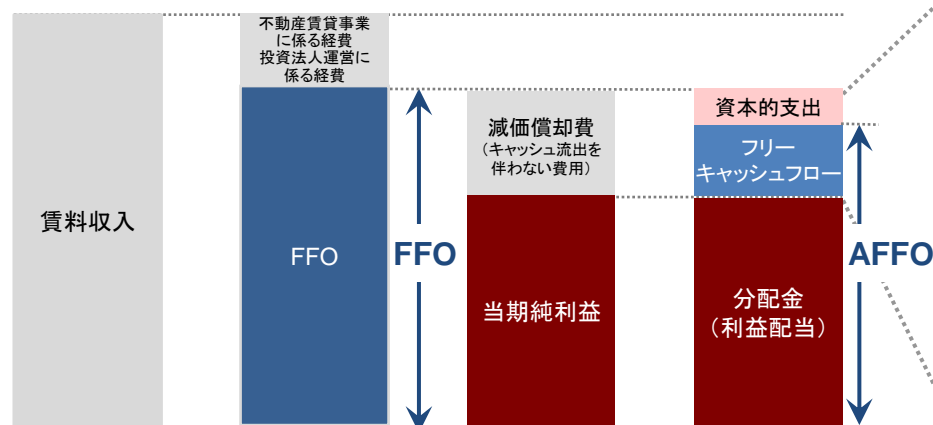 賃料収入
不動産賃貸事業
に係る経費
投資法人運営に
係る経費
FFO
FFO
減価償却費
（キャッシュ流出を
伴わない費用）
当期純利益
資本的支出
フリー
キャッシュフロー
分配金
（利益配当）
AFFO